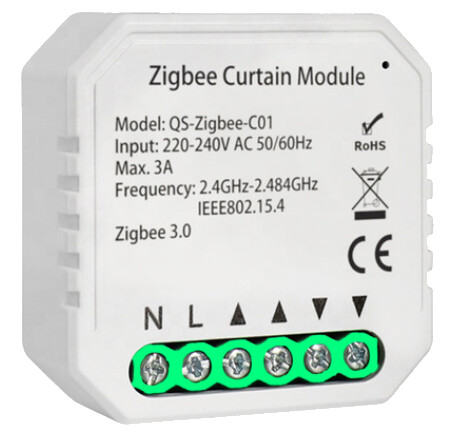 Zigbee Curtain Module
Model: QS-Zigbee-C01
Input: 220-240V AC 50/60Hz
Max. 3A
Frequency: 2.4GHz-2.484GHz
IEEE802.15.4
Zigbee 3.0
RoHS
CE
N L ▲ ▲ ▼ ▼